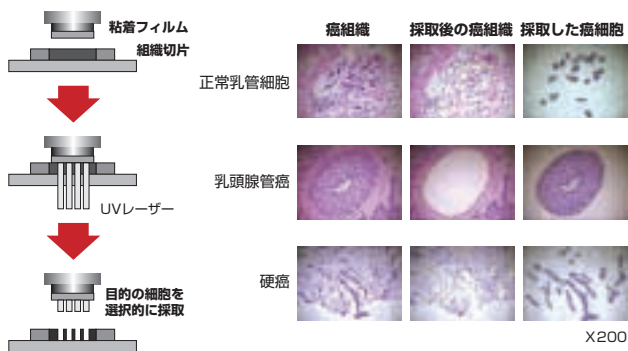 粘着フィルム
組織切片
UVレーザー
目的の細胞を
選択的に採取
癌組織 採取後の癌組織 採取した癌細胞
正常乳管細胞
乳頭腺管癌
硬癌
X200